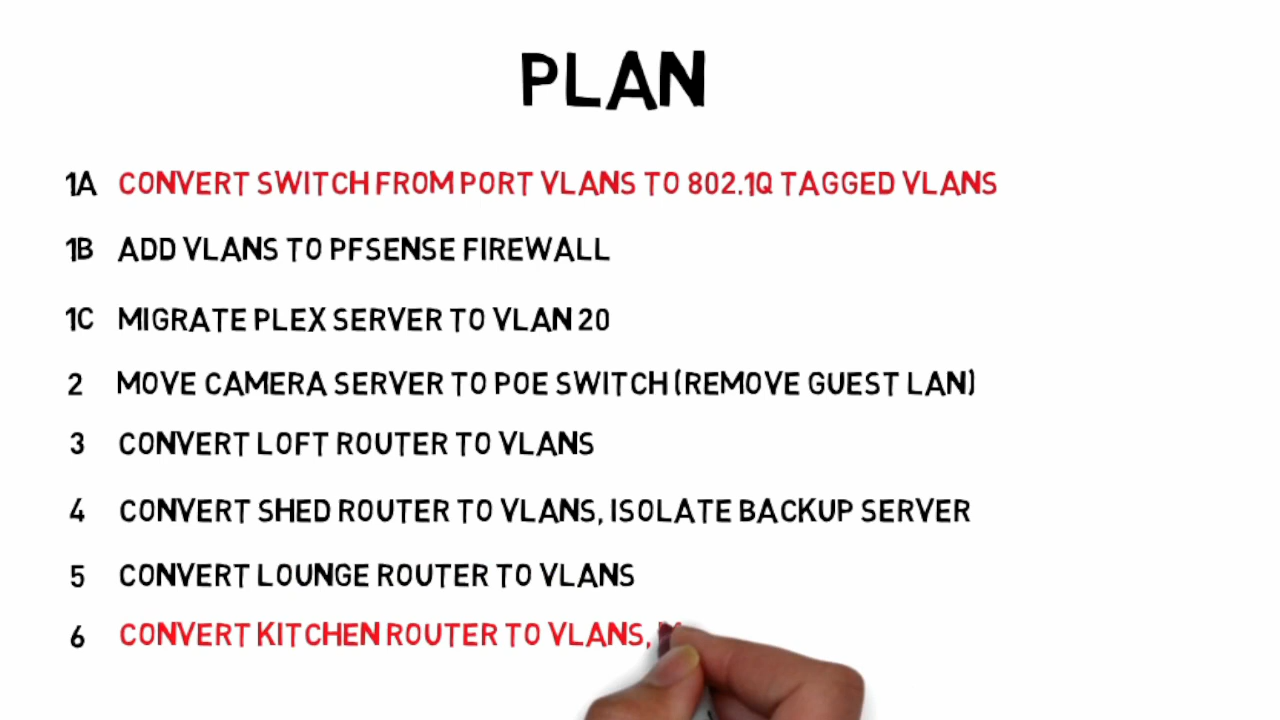 PLAN
1A CONVERT SWITCH FROM PORT VLANS TO 802.1Q TAGGED VLANS
1B ADD VLANS TO PFSENSE FIREWALL
1C MIGRATE PLEX SERVER TO VLAN 20
2 MOVE CAMERA SERVER TO POE SWITCH (REMOVE GUEST LAN)
3 CONVERT LOFT ROUTER TO VLANS
4 CONVERT SHED ROUTER TO VLANS, ISOLATE BACKUP SERVER
5 CONVERT LOUNGE ROUTER TO VLANS
6 CONVERT KITCHEN ROUTER TO VLANS,